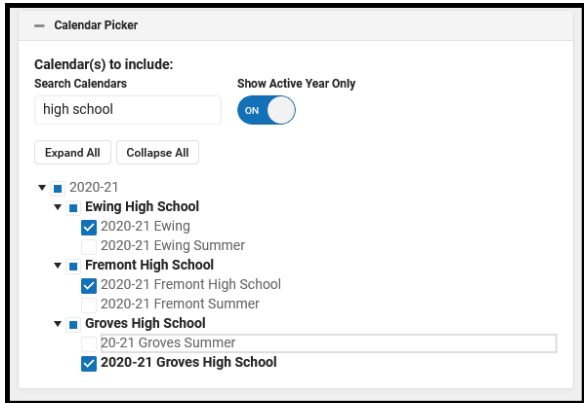 Calendar Picker
Calendar(s) to include:
Search Calendars Show Active Year Only
high school ON
Expand All Collapse All
2020-21
Ewing High School
2020-21 Ewing
2020-21 Ewing Summer
Fremont High School
2020-21 Fremont High School
2020-21 Fremont Summer
Groves High School
20-21 Groves Summer
2020-21 Groves High School